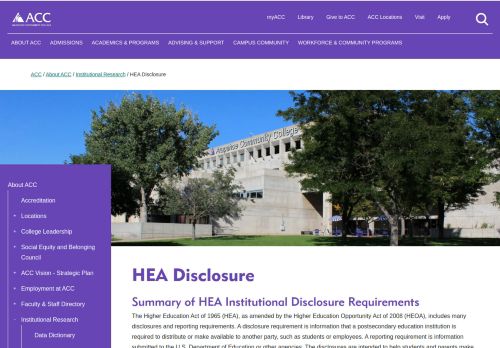 ACC
ARAPAHOE COMMUNITY COLLEGE
myACC Library Give to ACC ACC Locations Visit Apply
ABOUT ACC ADMISSIONS ACADEMICS & PROGRAMS ADVISING & SUPPORT CAMPUS COMMUNITY WORKFORCE & COMMUNITY PROGRAMS
ACC / About ACC / Institutional Research / HEA Disclosure
Arapahoe Community College
About ACC
Accreditation
Locations
College Leadership
Social Equity and Belonging
Council
ACC Vision - Strategic Plan
Employment at ACC
Faculty & Staff Directory
Institutional Research
Data Dictionary
HEA Disclosure
Summary of HEA Institutional Disclosure Requirements
The Higher Education Act of 1965 (HEA), as amended by the Higher Education Opportunity Act of 2008 (HEOA), includes many
disclosures and reporting requirements. A disclosure requirement is information that a postsecondary education institution is
required to distribute or make available to another party, such as students or employees. A reporting requirement is information
submitted to the U.S. Department of Education or other agencies. The disclosures are intended to help students and parents make